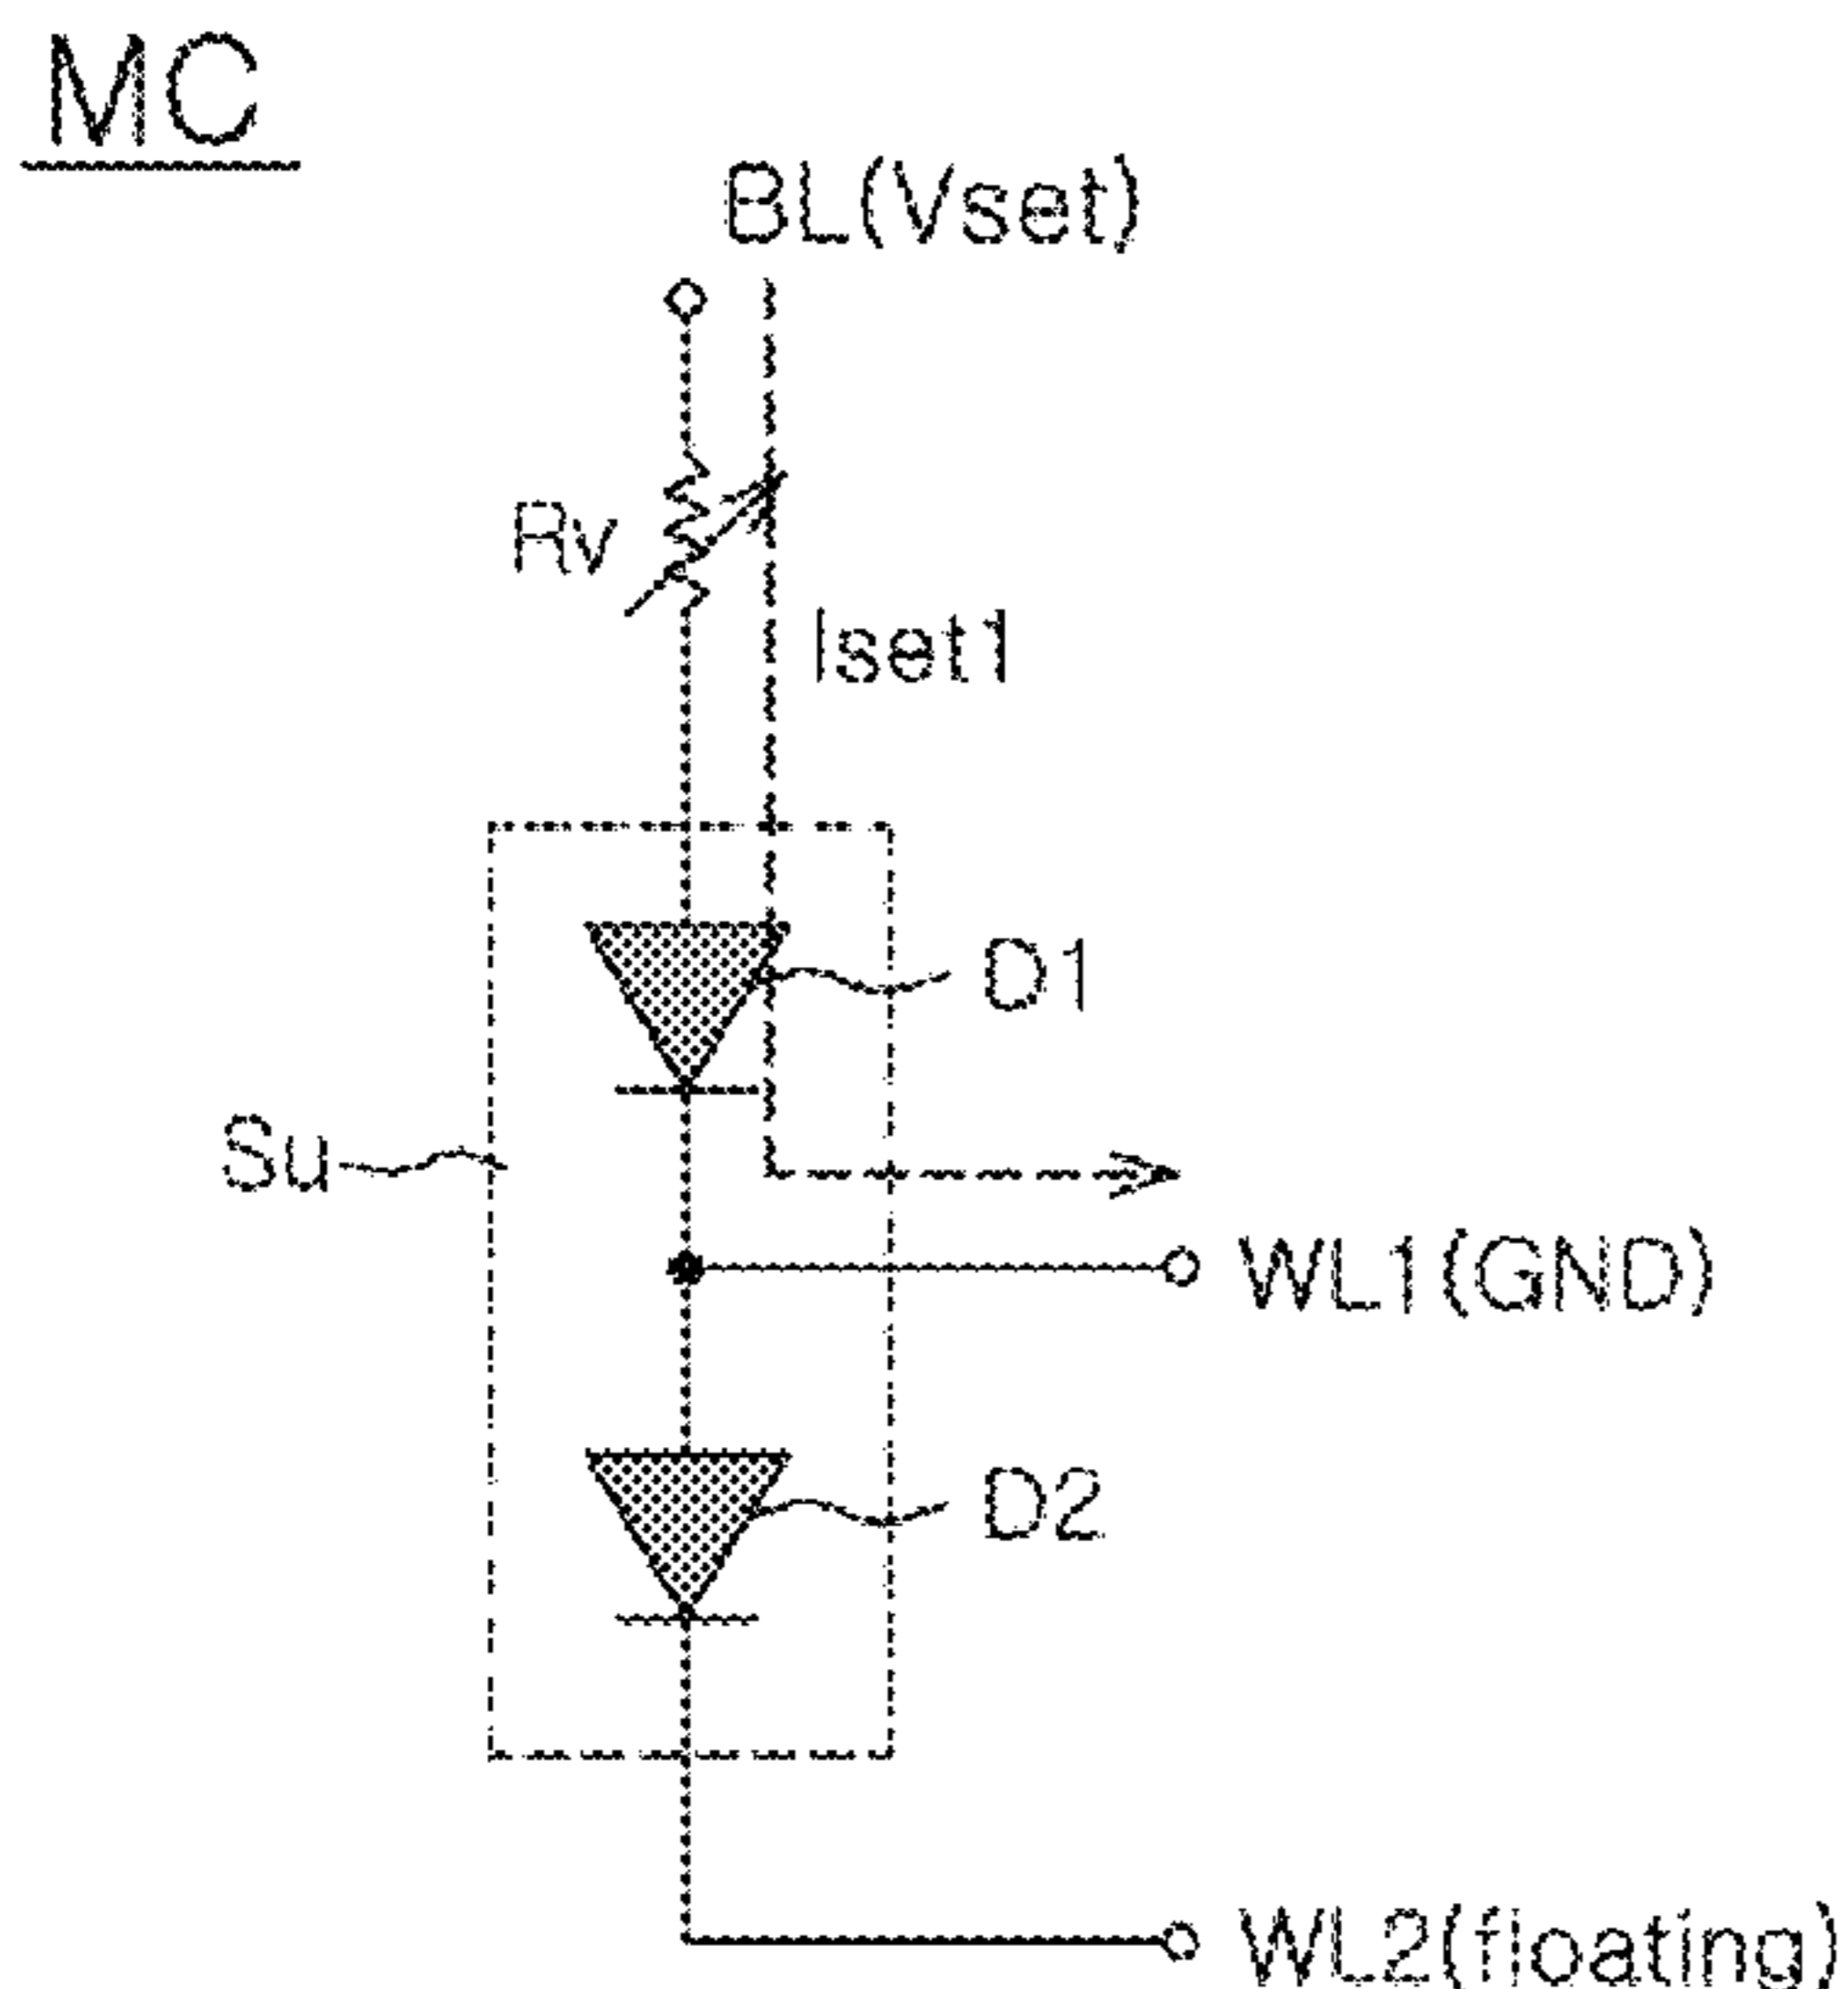 MC
BL(Vset)
Rv
Iset1
D1
Su
WL1(GND)
D2
WL2(floating)